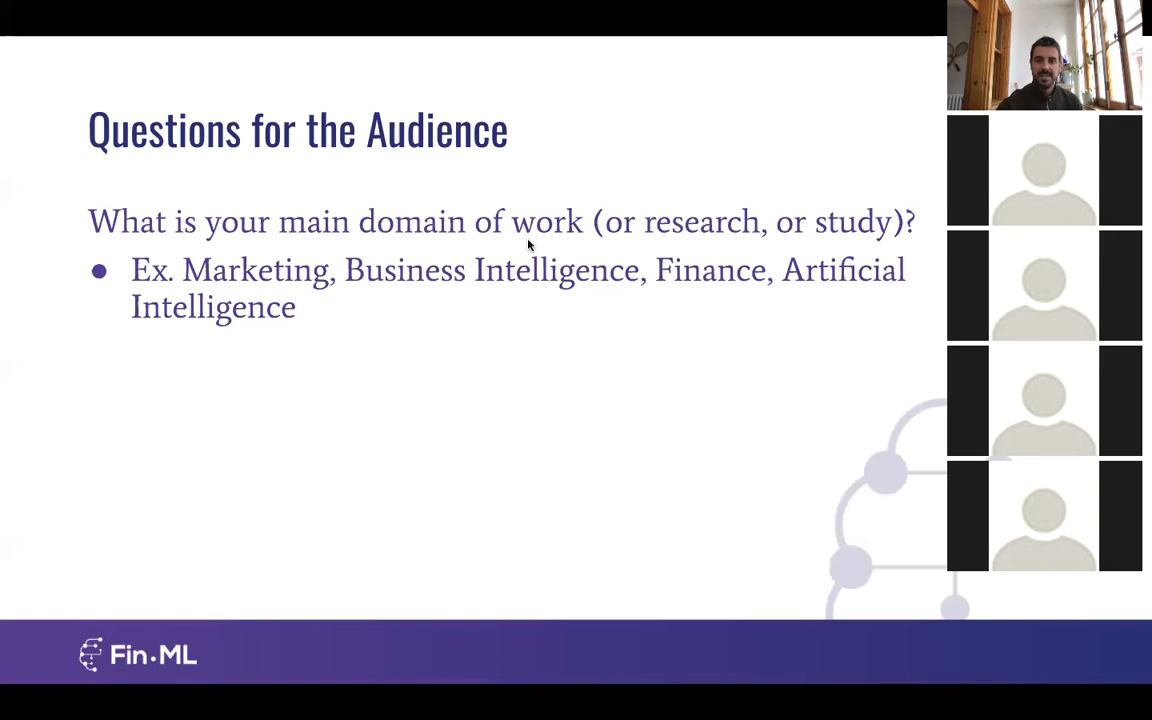 Questions for the Audience
What is your main domain of work (or research, or study)?
● Ex. Marketing, Business Intelligence, Finance, Artificial
Intelligence
Fin·ML